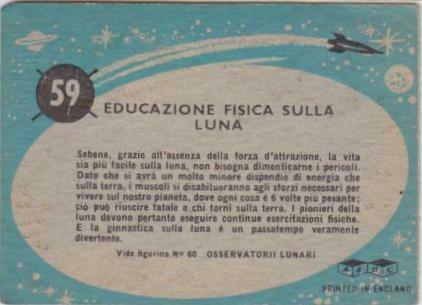 59
EDUCAZIONE FISICA SULLA
LUNA
Sebene, grazie all'assenza della forza d'attrazione, la vita
sia più facile sulla luna, non bisogna dimenticarne i pericoli.
Dato che si avrà un molto minore dispendio di energia che
sulla terra, i muscoli si disabitueranno agli sforzi necessari per
vivere sul nostro pianeta, dove ogni cosa é 6 volte più pesante;
ciò può riuscire fatale a chi torni sulla terra. I pionieri della
luna devono pertanto eseguire continue esercitazioni fisiche.
E la ginnastica sulla luna é un passatempo veramente
divertente.
Vide figurina Nº 60 OSSERVATORII LUNARI
A B B C
PRINTED IN ENGLAND